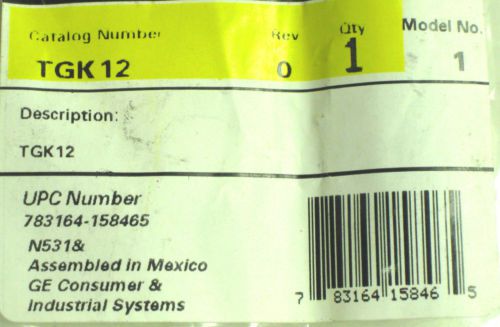 Catalog Number Rev Qty Model No.
TGK12 0 1 1
Description:
TGK12
UPC Number
783164-158465
N531&
Assembled in Mexico
GE Consumer &
Industrial Systems
7 83164 15846 5